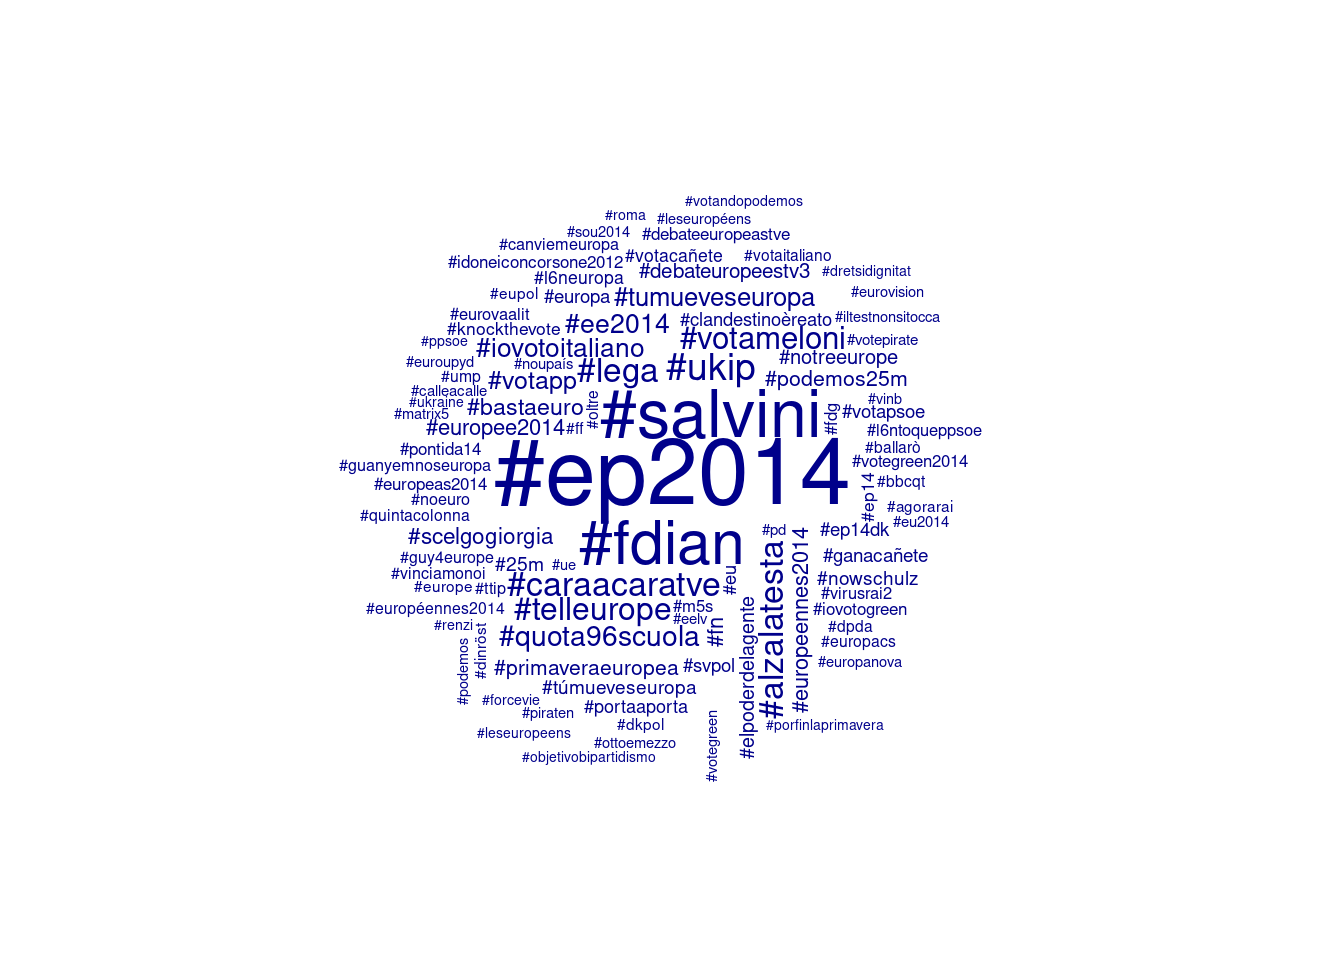 #votandopodemos
#roma
#leseuropéens
#sou2014
#debateeuropeastve
#canviemeuropa
#votacañete
#votaitaliano
#idoneiconcorsone2012
#debateuropeestv3
#dretsidignitat
#l6neuropa
#eupol
#europa
#tumueveseuropa
#eurovision
#eurovaalit
#ee2014
#clandestinoèreato
#iltestnonsitocca
#knockthevote
#votameloni
#votepirate
#ppsoe
#iovotoitaliano
#notreeurope
#euroupyd
#noupaís
#lega
#ukip
#ump
#votapp
#podemos25m
#calleacalle
#ukraine
#bastaeuro
#oltre
#salvini
#fdg
#vinb
#matrix5
#votapsoe
#europee2014
#ff
#l6ntoqueppsoe
#pontida14
#ballarò
#guanyemnoseuropa
#ep2014
#votegreen2014
#europeas2014
#ep14
#bbcqt
#noeuro
#agorarai
#quintacolonna
#eu2014
#scelgogiorgia
#fdian
#pd
#ep14dk
#guy4europe
#25m
#ue
#ganacañete
#vinciamonoi
#europe
#ttip
#caraacaratve
#eu
#alzalatesta
#europeennes2014
#nowschulz
#virusrai2
#européennes2014
#telleurope
#m5s
#iovotogreen
#renzi
#eelv
#dpda
#quota96scuola
#fn
#elpoderdelagente
#europacs
#podemos
#dinröst
#primaveraeuropea
#svpol
#europanova
#túmueveseuropa
#forcevie
#portaaporta
#piraten
#dkpol
#votegreen
#porfinlaprimavera
#leseuropeens
#ottoemezzo
#objetivobipartidismo